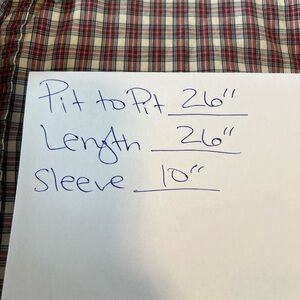 Pit to Pit 26"
Length 26"
Sleeve 10"